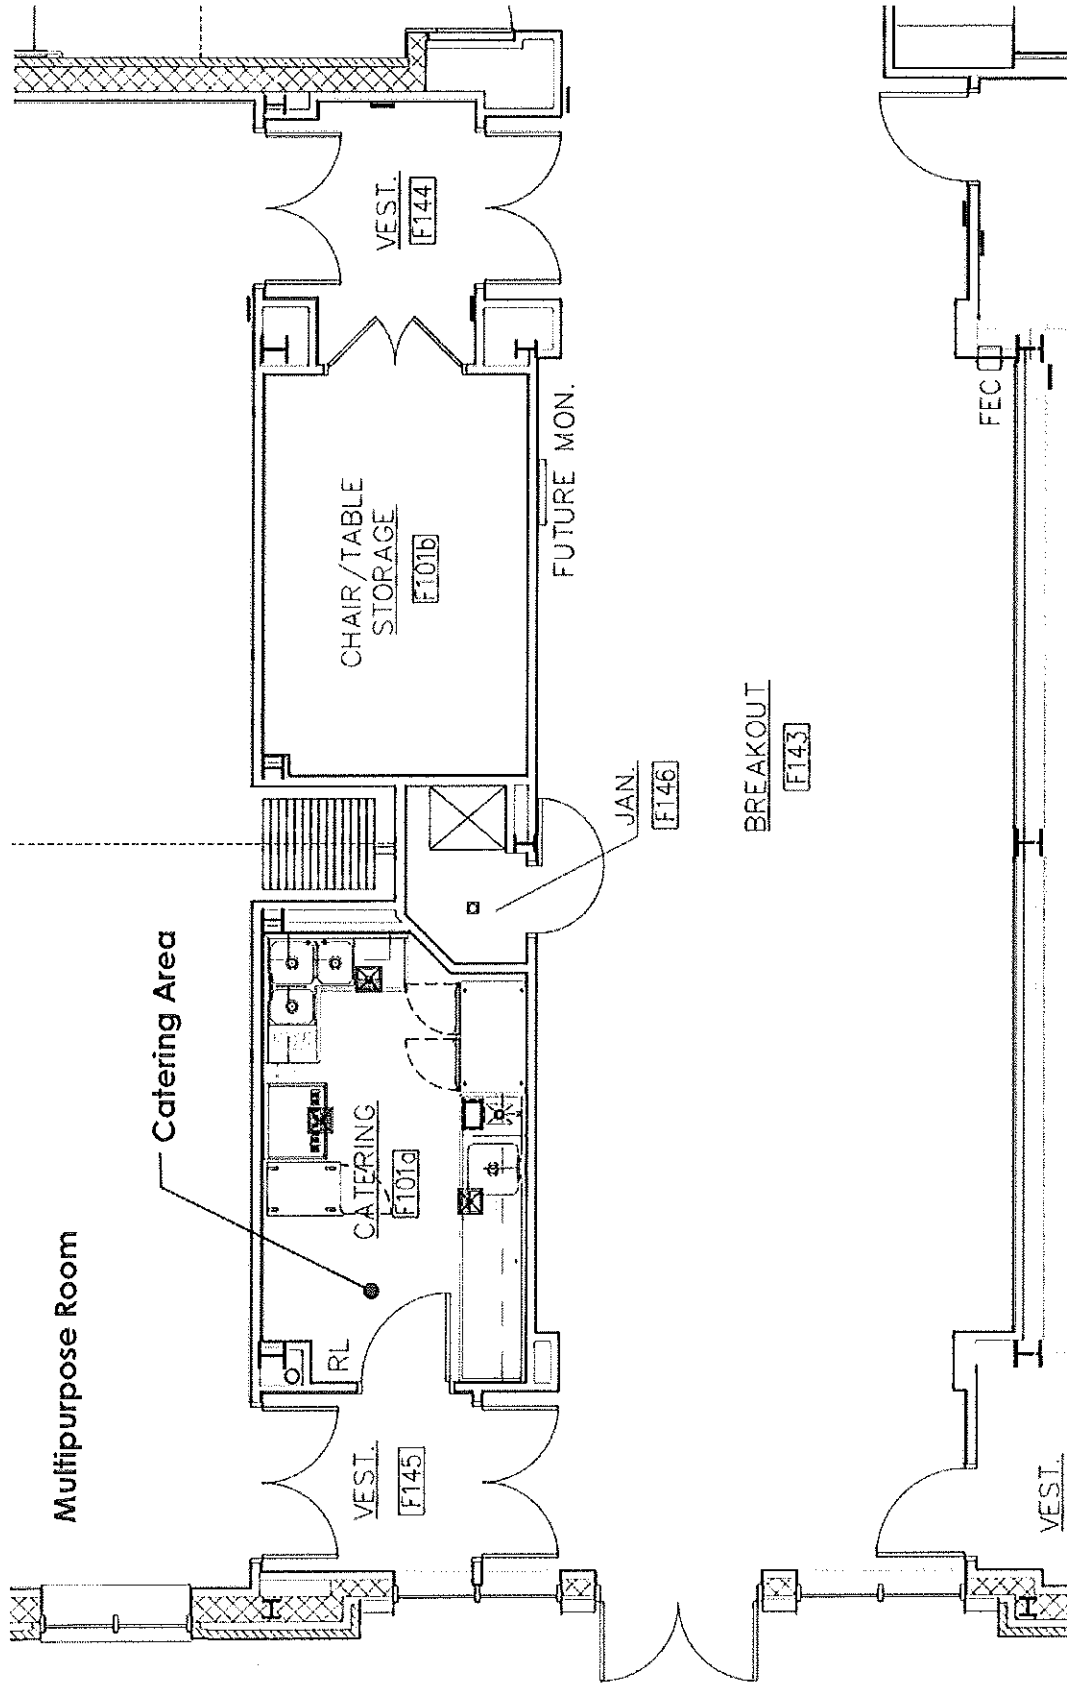 Multipurpose Room
Catering Area
VEST.
F145
RL
CATERING
F101a
JAN.
F146
CHAIR/TABLE
STORAGE
F101b
VEST.
F144
FUTURE MON.
BREAKOUT
F143
FEC
VEST.